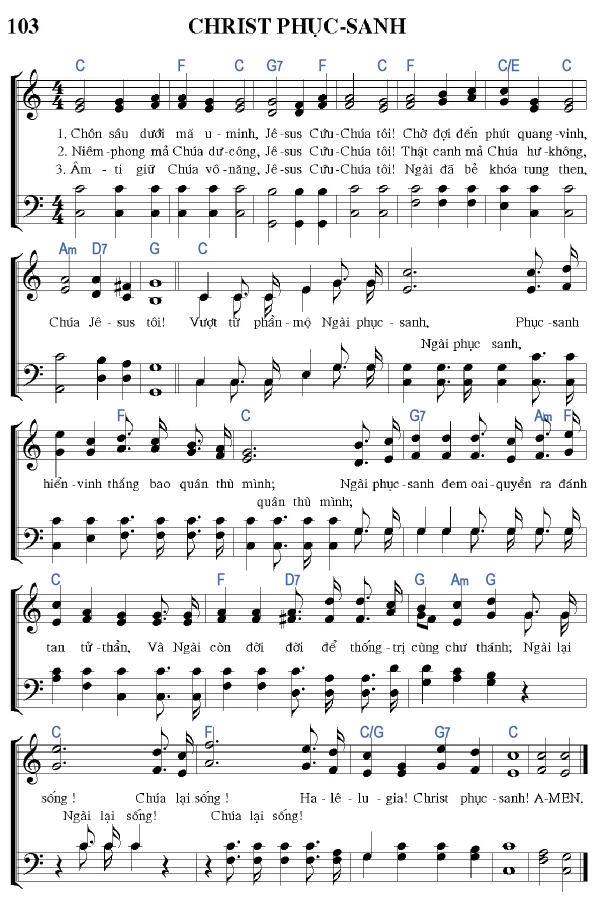 103 CHRIST PHỤC-SANH
C F C G7 F C F C/E C
1. Chôn sâu dưới mã u-minh, Jê-sus Cứu-Chúa tôi! Chờ đợi đến phút quang-vinh,
2. Niêm-phong mả Chúa dư-công, Jê-sus Cứu-Chúa tôi! Thật canh mả Chúa hư-không,
3. Âm-ti giữ Chúa vô-năng, Jê-sus Cứu-Chúa tôi! Ngài đã bẻ khóa tung then,
Am D7 G C
Chúa Jê-sus tôi! Vượt từ phần-mộ Ngài phục-sanh, Phục-sanh
Ngài phục sanh,
F C G7 Am F
hiển-vinh thắng bao quân thù mình; Ngài phục-sanh đem oai-quyền ra đánh
quân thù mình;
C F D7 G Am G
tan tử-thần, Và Ngài còn đời đời để thống-trị cùng chư thánh; Ngài lại
C F C/G G7 C
sống! Chúa lại sống! Ha-lê-lu-gia! Christ phục-sanh! A-MEN.
Ngài lại sống! Chúa lại sống!